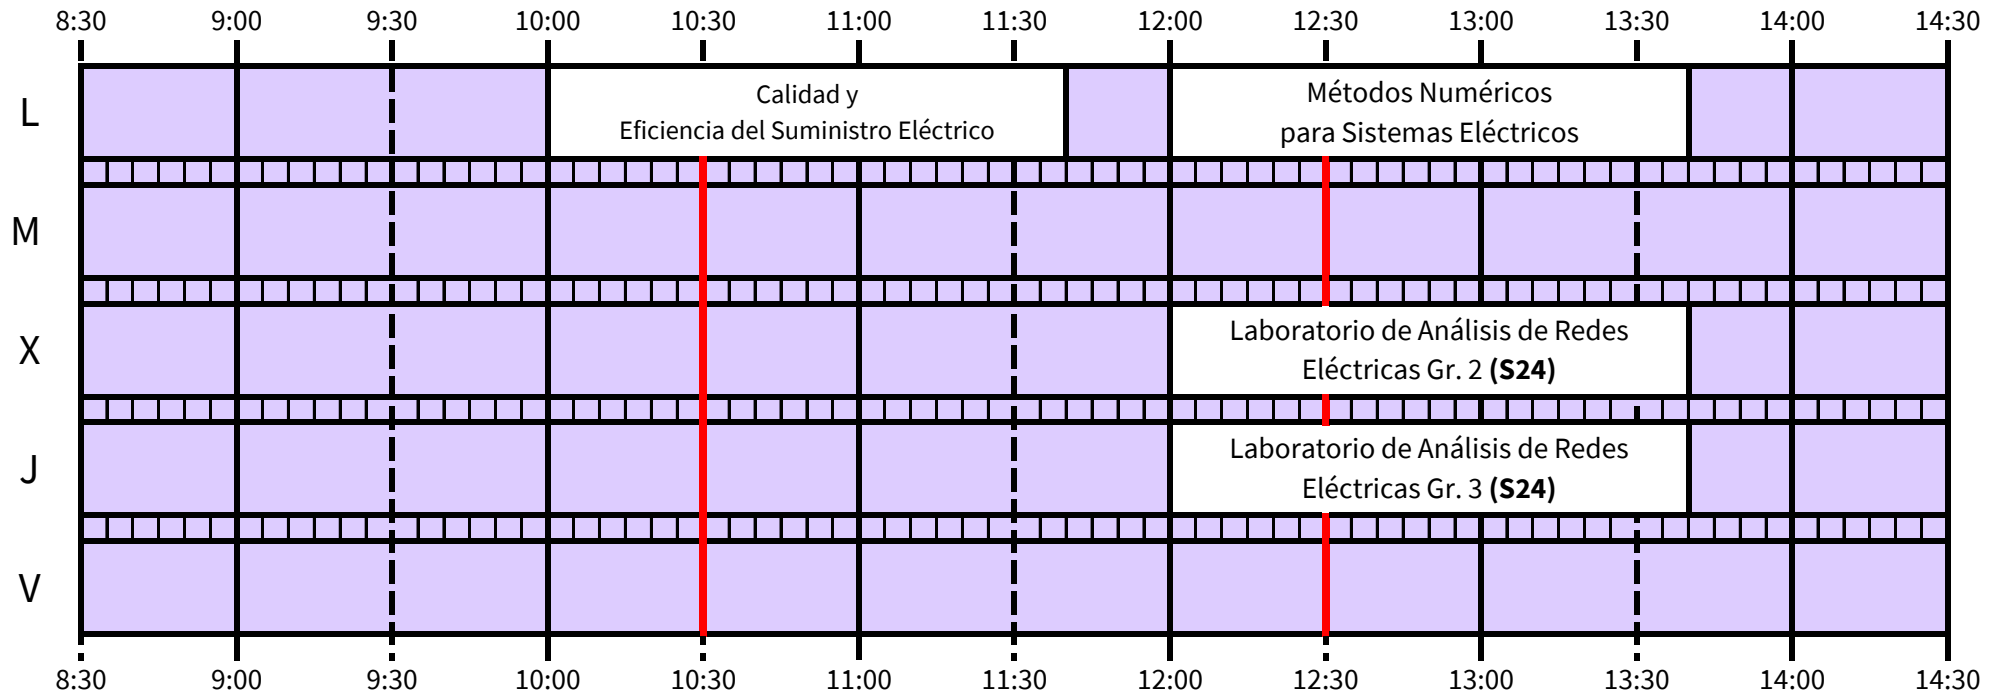 8:30 9:00 9:30 10:00 10:30 11:00 11:30 12:00 12:30 13:00 13:30 14:00 14:30
L
Calidad y
Eficiencia del Suministro Eléctrico
Métodos Numéricos
para Sistemas Eléctricos
M
X
Laboratorio de Análisis de Redes
Eléctricas Gr. 2 (S24)
J
Laboratorio de Análisis de Redes
Eléctricas Gr. 3 (S24)
V
8:30 9:00 9:30 10:00 10:30 11:00 11:30 12:00 12:30 13:00 13:30 14:00 14:30